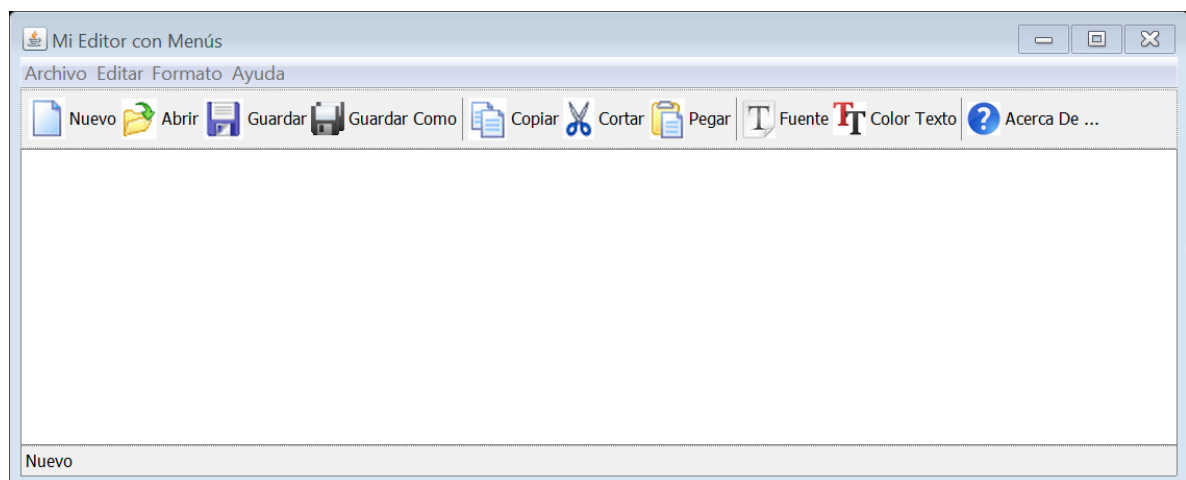 Mi Editor con Menús
Archivo Editar Formato Ayuda
Nuevo Abrir Guardar Guardar Como Copiar Cortar Pegar T Fuente TT Color Texto ? Acerca De ...
Nuevo